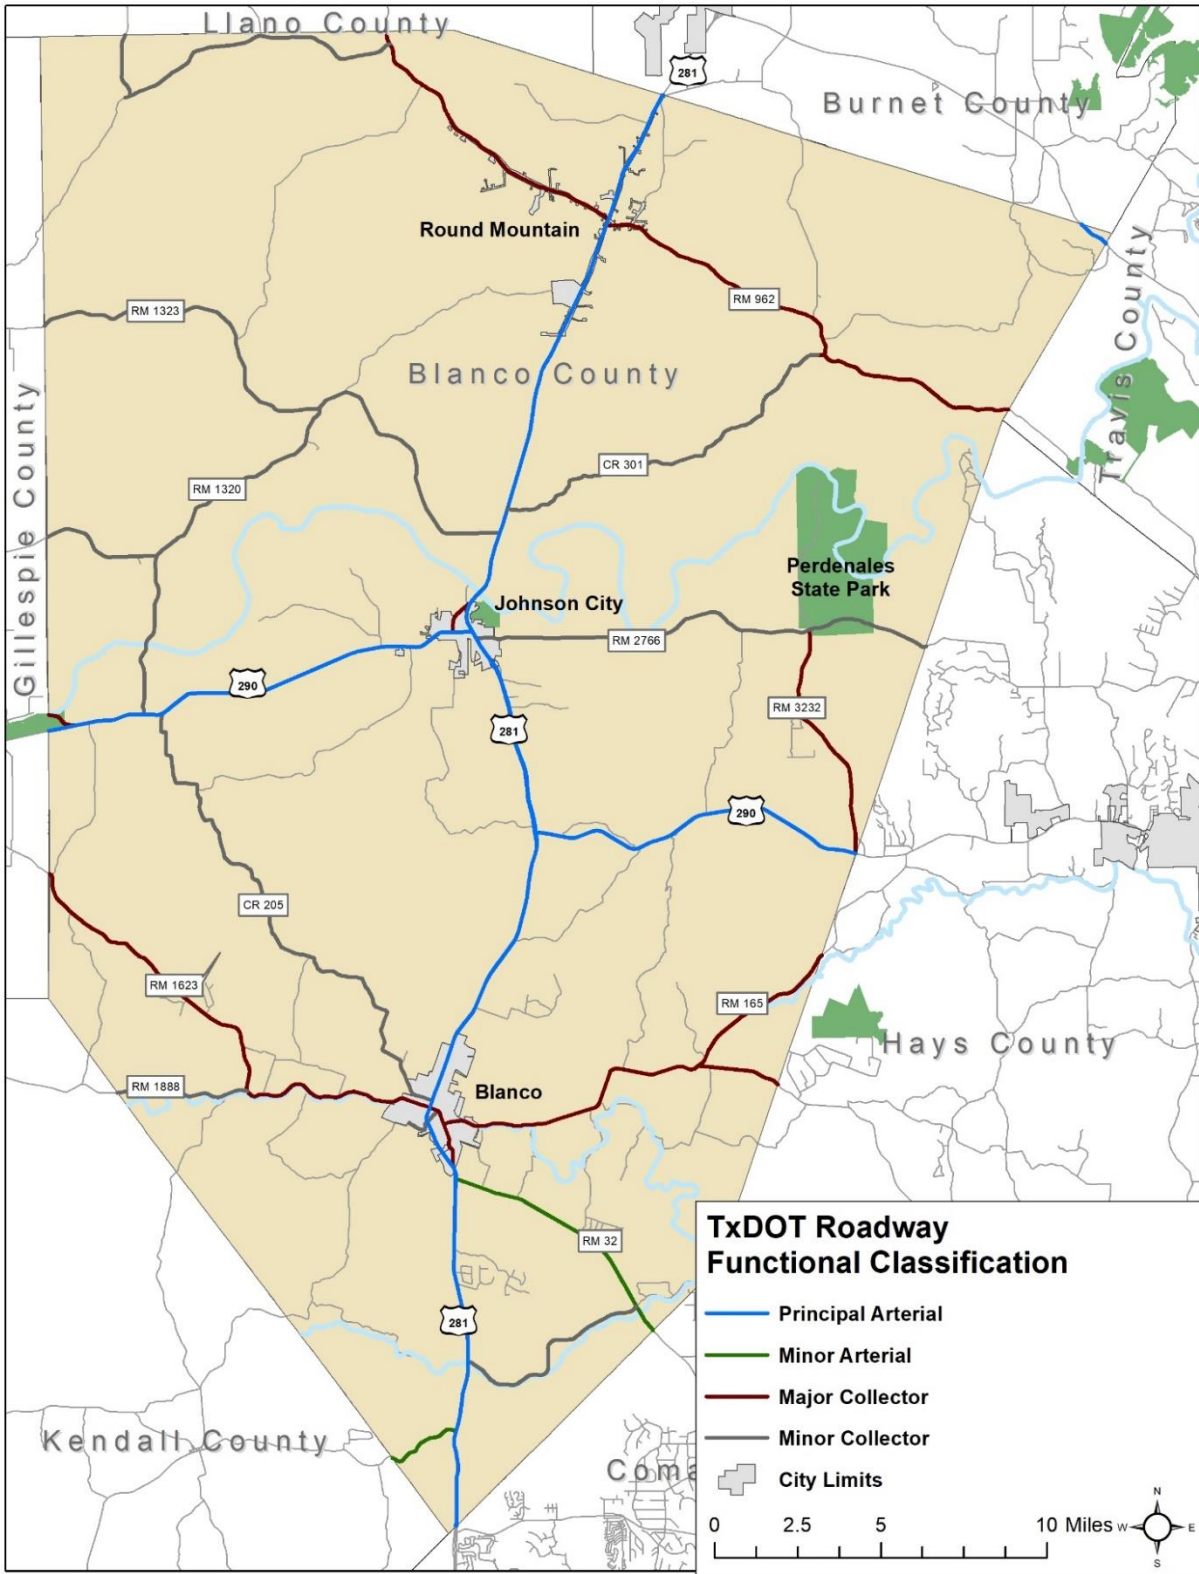 Llano County
281
Burnet County
Round Mountain
RM 962
RM 1323
Blanco County
Travis County
Gillespie County
CR 301
RM 1320
Perdenales
State Park
Johnson City
RM 2766
290
RM 3232
281
290
CR 205
RM 1623
RM 165
Hays County
RM 1888
Blanco
RM 32
281
Kendall County
Coma
TxDOT Roadway
Functional Classification
Principal Arterial
Minor Arterial
Major Collector
Minor Collector
City Limits
0 2.5 5 10 Miles
N
W E
S